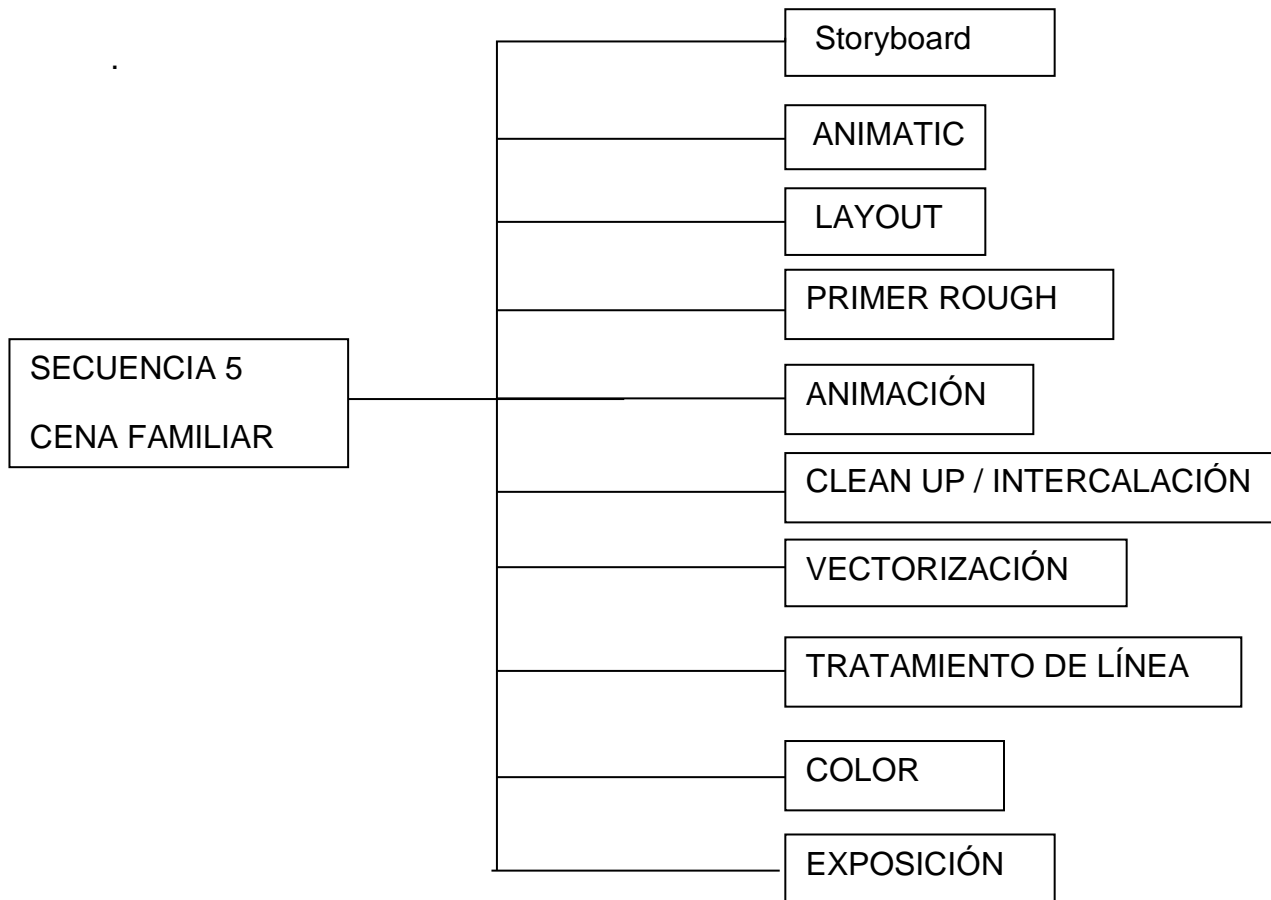 .
SECUENCIA 5
CENA FAMILIAR
Storyboard
ANIMATIC
LAYOUT
PRIMER ROUGH
ANIMACIÓN
CLEAN UP / INTERCALACIÓN
VECTORIZACIÓN
TRATAMIENTO DE LÍNEA
COLOR
EXPOSICIÓN